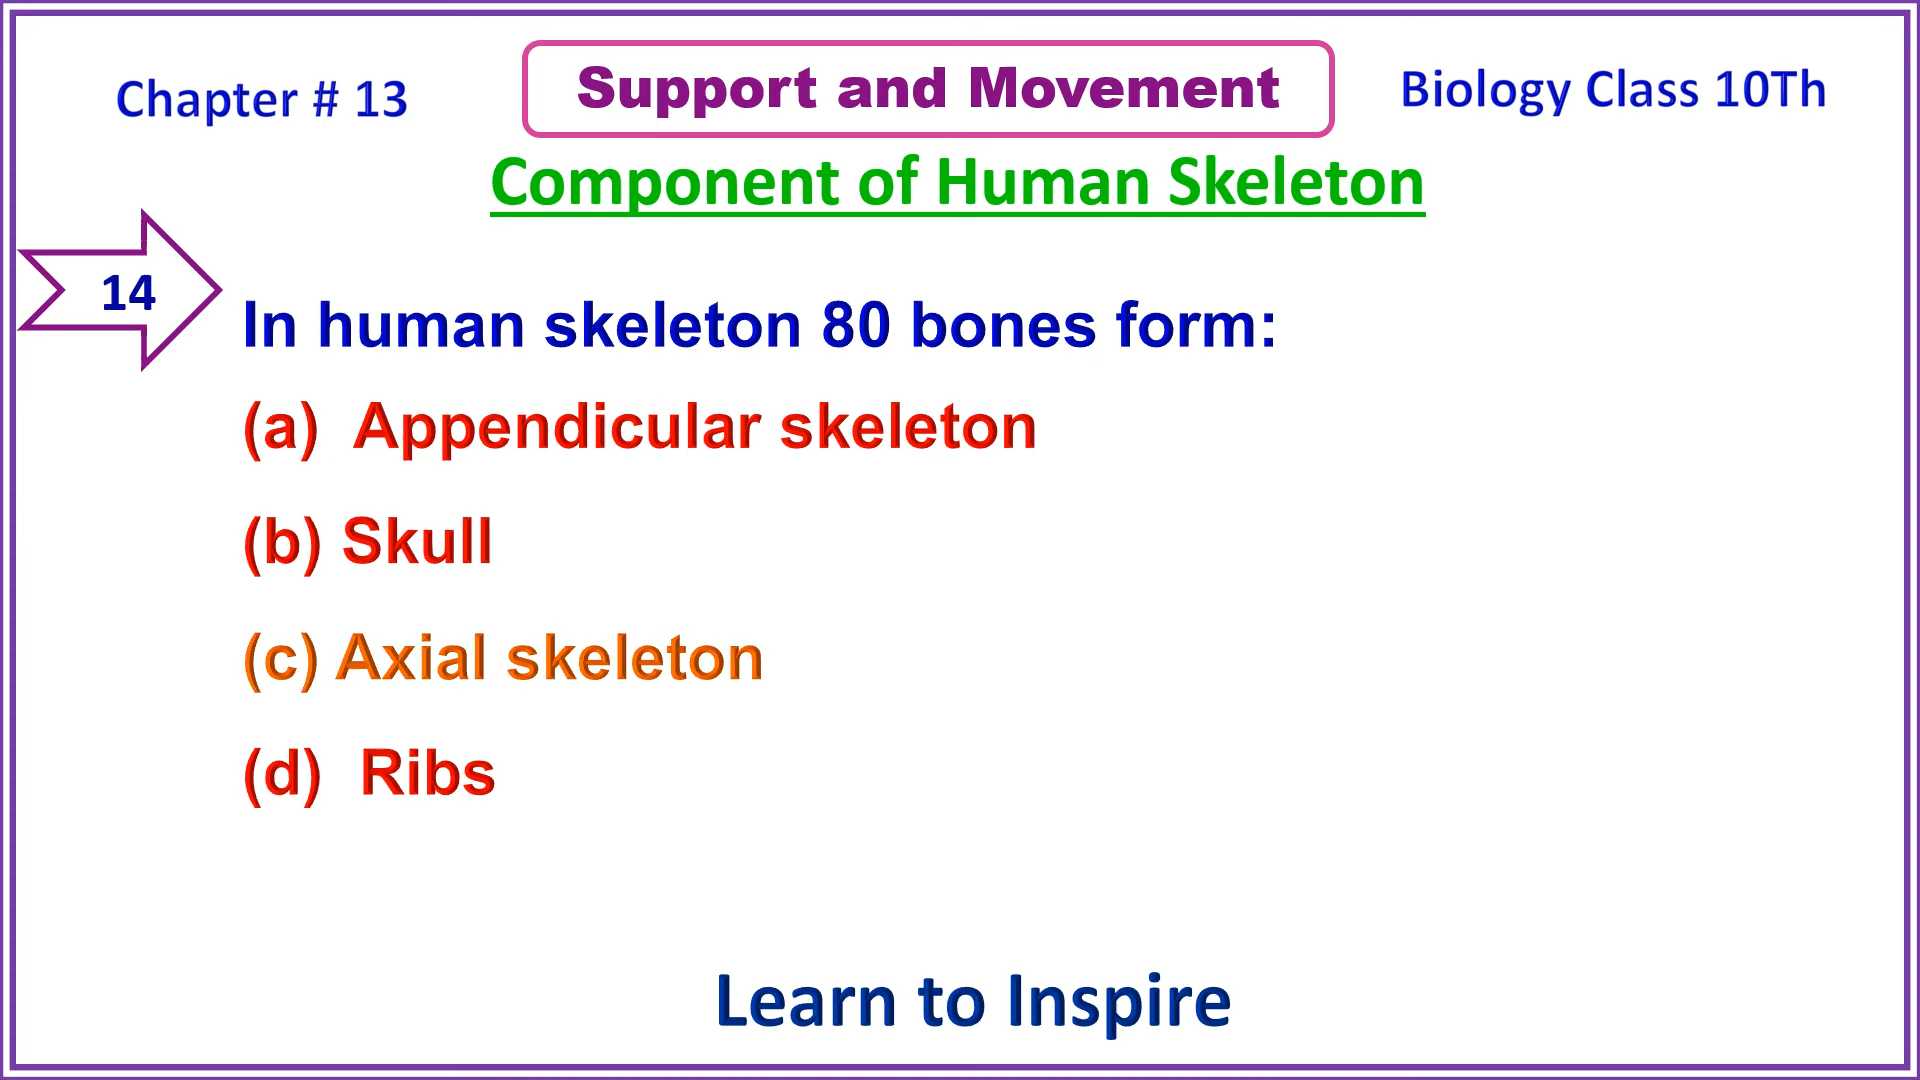 Chapter # 13
Support and Movement
Biology Class 10Th
Component of Human Skeleton
14
In human skeleton 80 bones form:
(a) Appendicular skeleton
(b) Skull
(c) Axial skeleton
(d) Ribs
Learn to Inspire